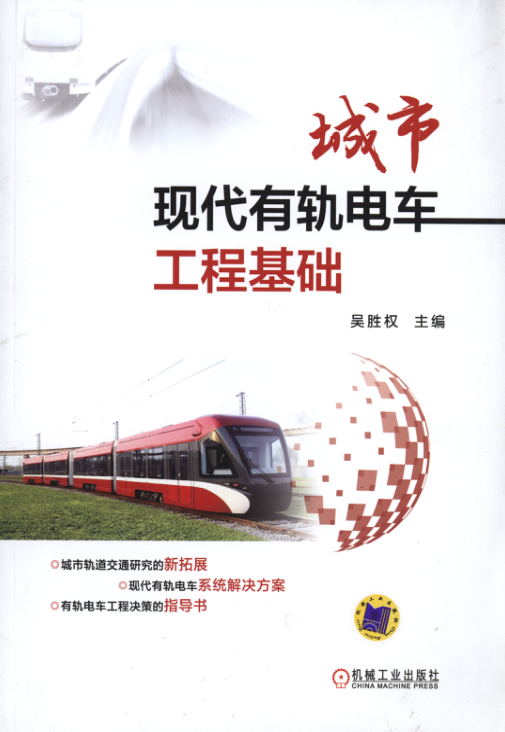 城市
现代有轨电车
工程基础
吴胜权 主编
城市轨道交通研究的新拓展
现代有轨电车系统解决方案
有轨电车工程决策的指导书
机械工业出版社
CHINA MACHINE PRESS